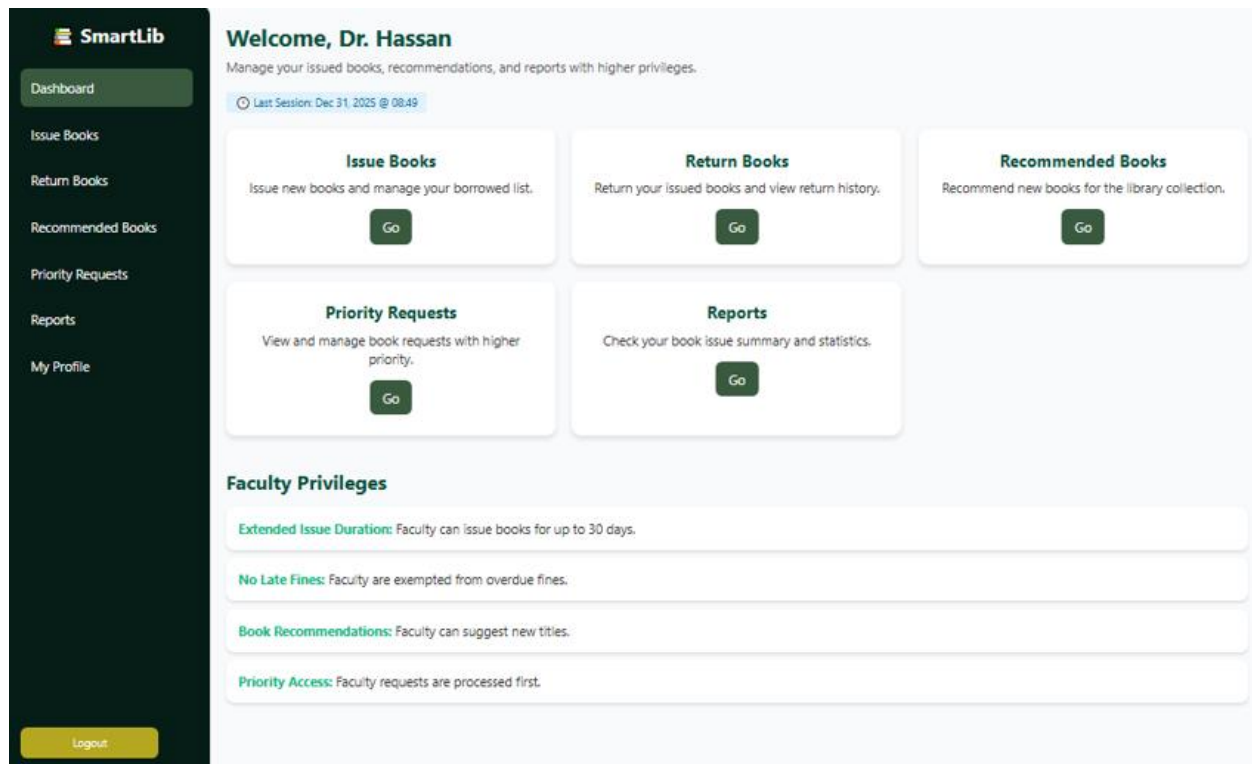 SmartLib
Dashboard
Issue Books
Return Books
Recommended Books
Priority Requests
Reports
My Profile
Logout
Welcome, Dr. Hassan
Manage your issued books, recommendations, and reports with higher privileges.
Last Session: Dec 31, 2025 @ 08:49
Issue Books
Issue new books and manage your borrowed list.
Go
Return Books
Return your issued books and view return history.
Go
Recommended Books
Recommend new books for the library collection.
Go
Priority Requests
View and manage book requests with higher
priority.
Go
Reports
Check your book issue summary and statistics.
Go
Faculty Privileges
Extended Issue Duration: Faculty can issue books for up to 30 days.
No Late Fines: Faculty are exempted from overdue fines.
Book Recommendations: Faculty can suggest new titles.
Priority Access: Faculty requests are processed first.